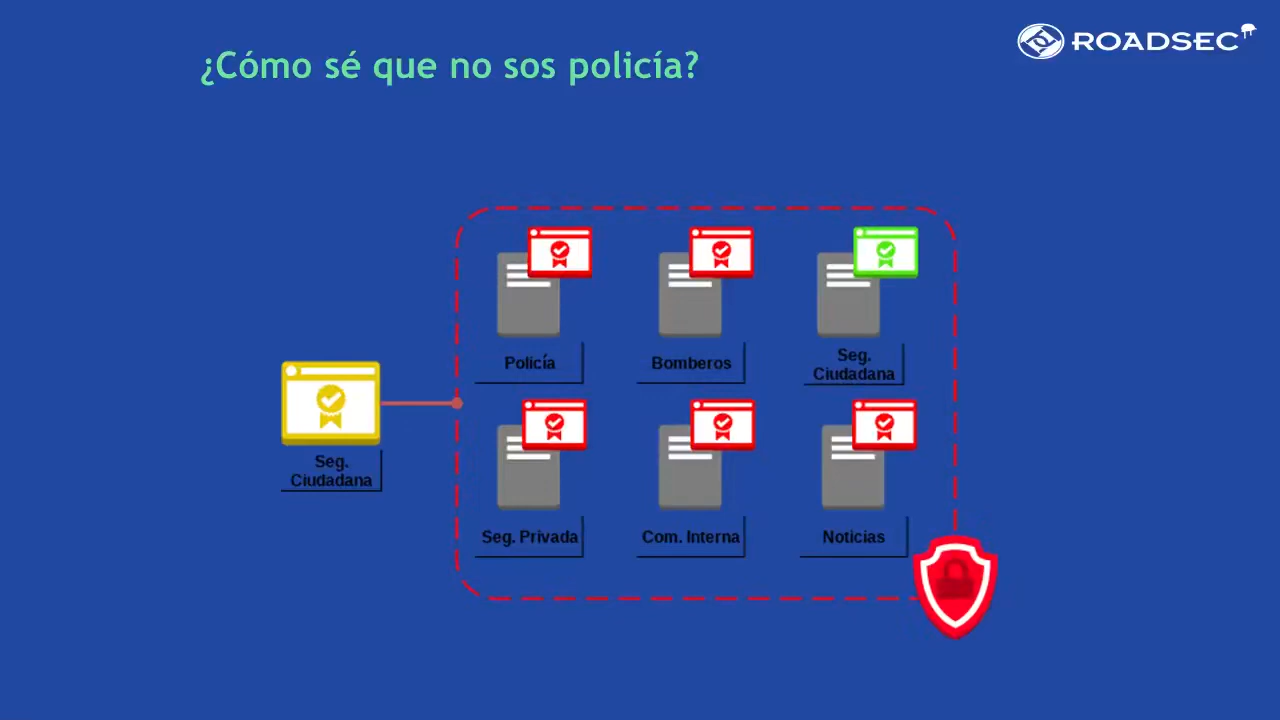 ¿Cómo sé que no sos policía?
ROADSEC
Policía
Bomberos
Seg.
Ciudadana
Seg.
Ciudadana
Seg. Privada
Com. Interna
Noticias